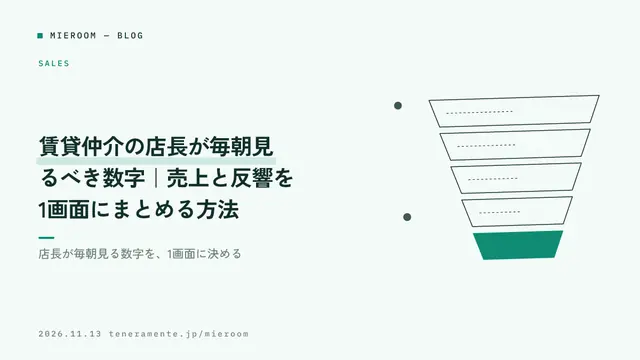 MIEROOM — BLOG
SALES
賃貸仲介の店長が毎朝見
るべき数字｜売上と反響を
1画面にまとめる方法
店長が毎朝見る数字を、1画面に決める
2026.11.13 teneramente.jp/mieroom